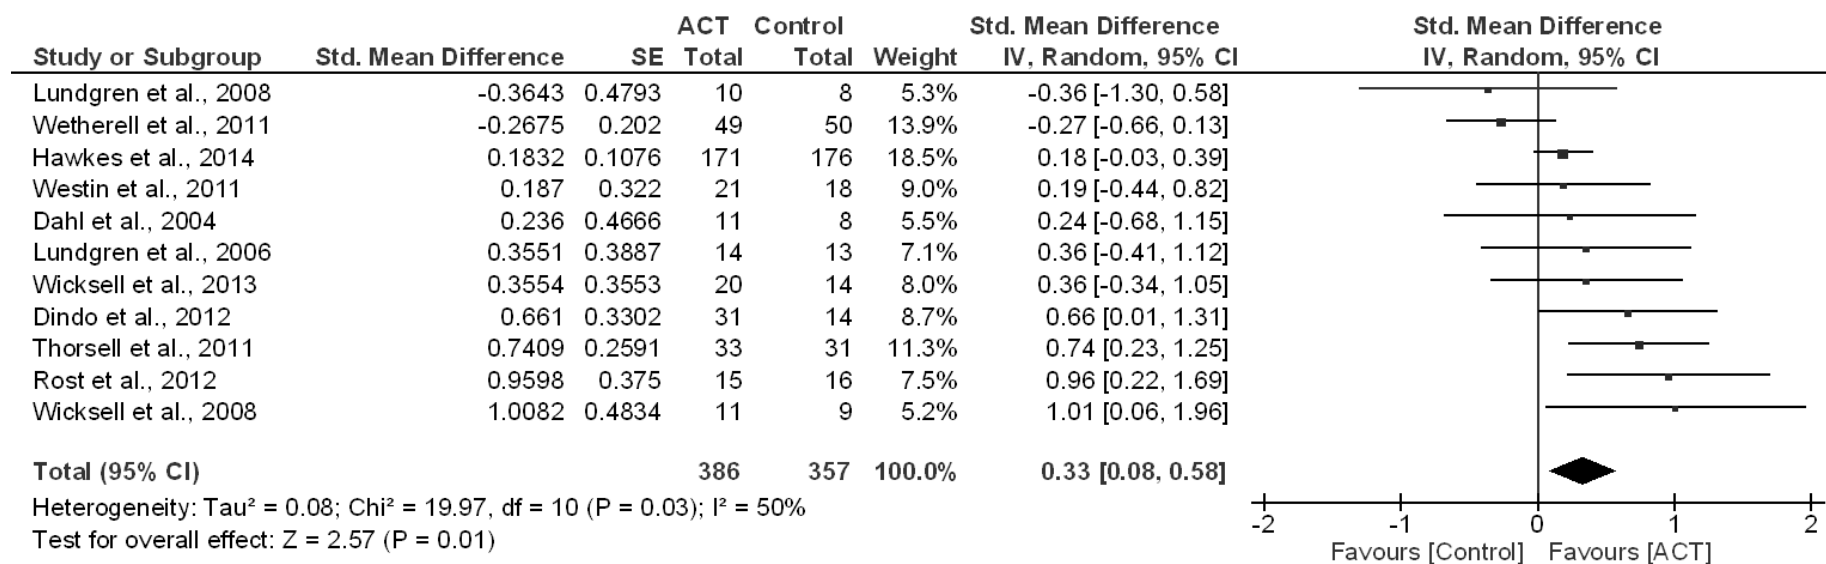 ACT Control Std. Mean Difference Std. Mean Difference
Study or Subgroup Std. Mean Difference SE Total Total Weight IV, Random, 95% CI IV, Random, 95% CI
Lundgren et al., 2008 -0.3643 0.4793 10 8 5.3% -0.36 [-1.30, 0.58]
Wetherell et al., 2011 -0.2675 0.202 49 50 13.9% -0.27 [-0.66, 0.13]
Hawkes et al., 2014 0.1832 0.1076 171 176 18.5% 0.18 [-0.03, 0.39]
Westin et al., 2011 0.187 0.322 21 18 9.0% 0.19 [-0.44, 0.82]
Dahl et al., 2004 0.236 0.4666 11 8 5.5% 0.24 [-0.68, 1.15]
Lundgren et al., 2006 0.3551 0.3887 14 13 7.1% 0.36 [-0.41, 1.12]
Wicksell et al., 2013 0.3554 0.3553 20 14 8.0% 0.36 [-0.34, 1.05]
Dindo et al., 2012 0.661 0.3302 31 14 8.7% 0.66 [0.01, 1.31]
Thorsell et al., 2011 0.7409 0.2591 33 31 11.3% 0.74 [0.23, 1.25]
Rost et al., 2012 0.9598 0.375 15 16 7.5% 0.96 [0.22, 1.69]
Wicksell et al., 2008 1.0082 0.4834 11 9 5.2% 1.01 [0.06, 1.96]
Total (95% CI) 386 357 100.0% 0.33 [0.08, 0.58]
Heterogeneity: Tau² = 0.08; Chi² = 19.97, df = 10 (P = 0.03); I² = 50%
Test for overall effect: Z = 2.57 (P = 0.01)
-2 -1 0 1 2
Favours [Control] Favours [ACT]